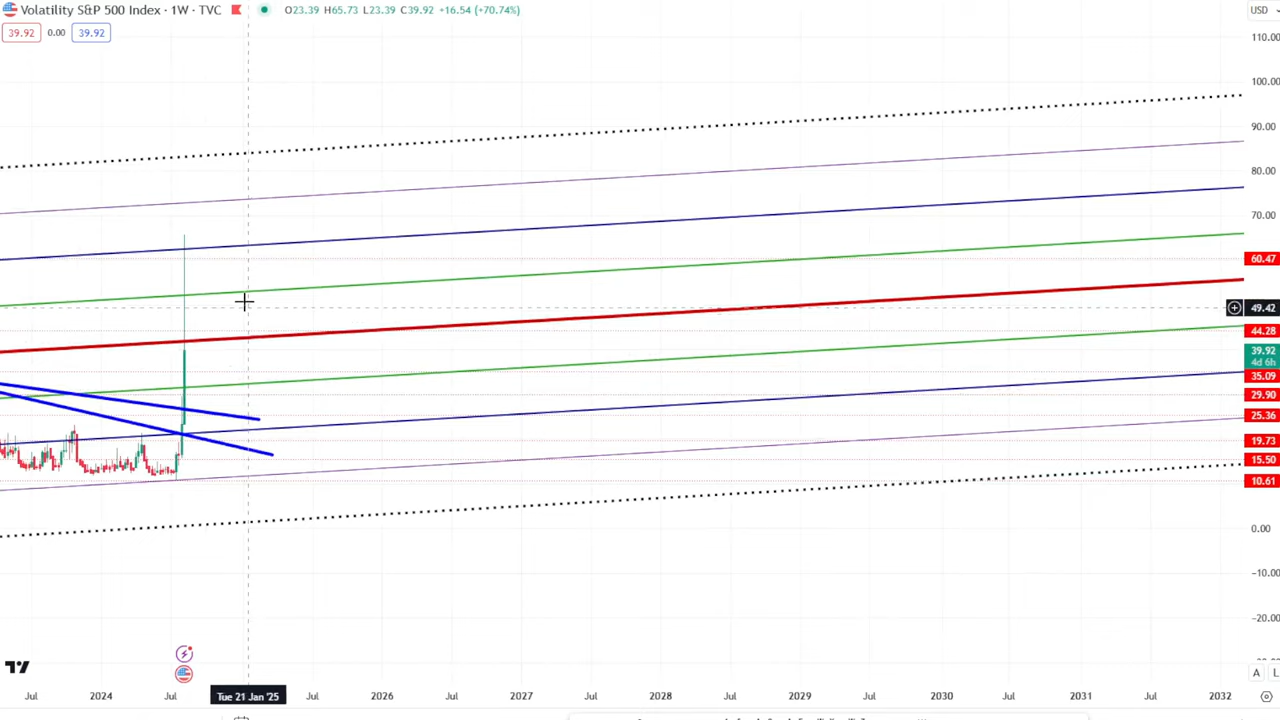 Volatility S&P 500 Index · 1W · TVC
O23.39 H65.73 L23.39 C39.92 +16.54 (+70.74%)
USD
39.92 0.00 39.92
110.00
100.00
90.00
80.00
70.00
60.47
49.42
44.28
39.92
4d 6h
35.09
29.90
25.36
19.73
15.50
10.61
0.00
−10.00
−20.00
A L
Jul 2024 Jul Tue 21 Jan '25 Jul 2026 Jul 2027 Jul 2028 Jul 2029 Jul 2030 Jul 2031 Jul 2032